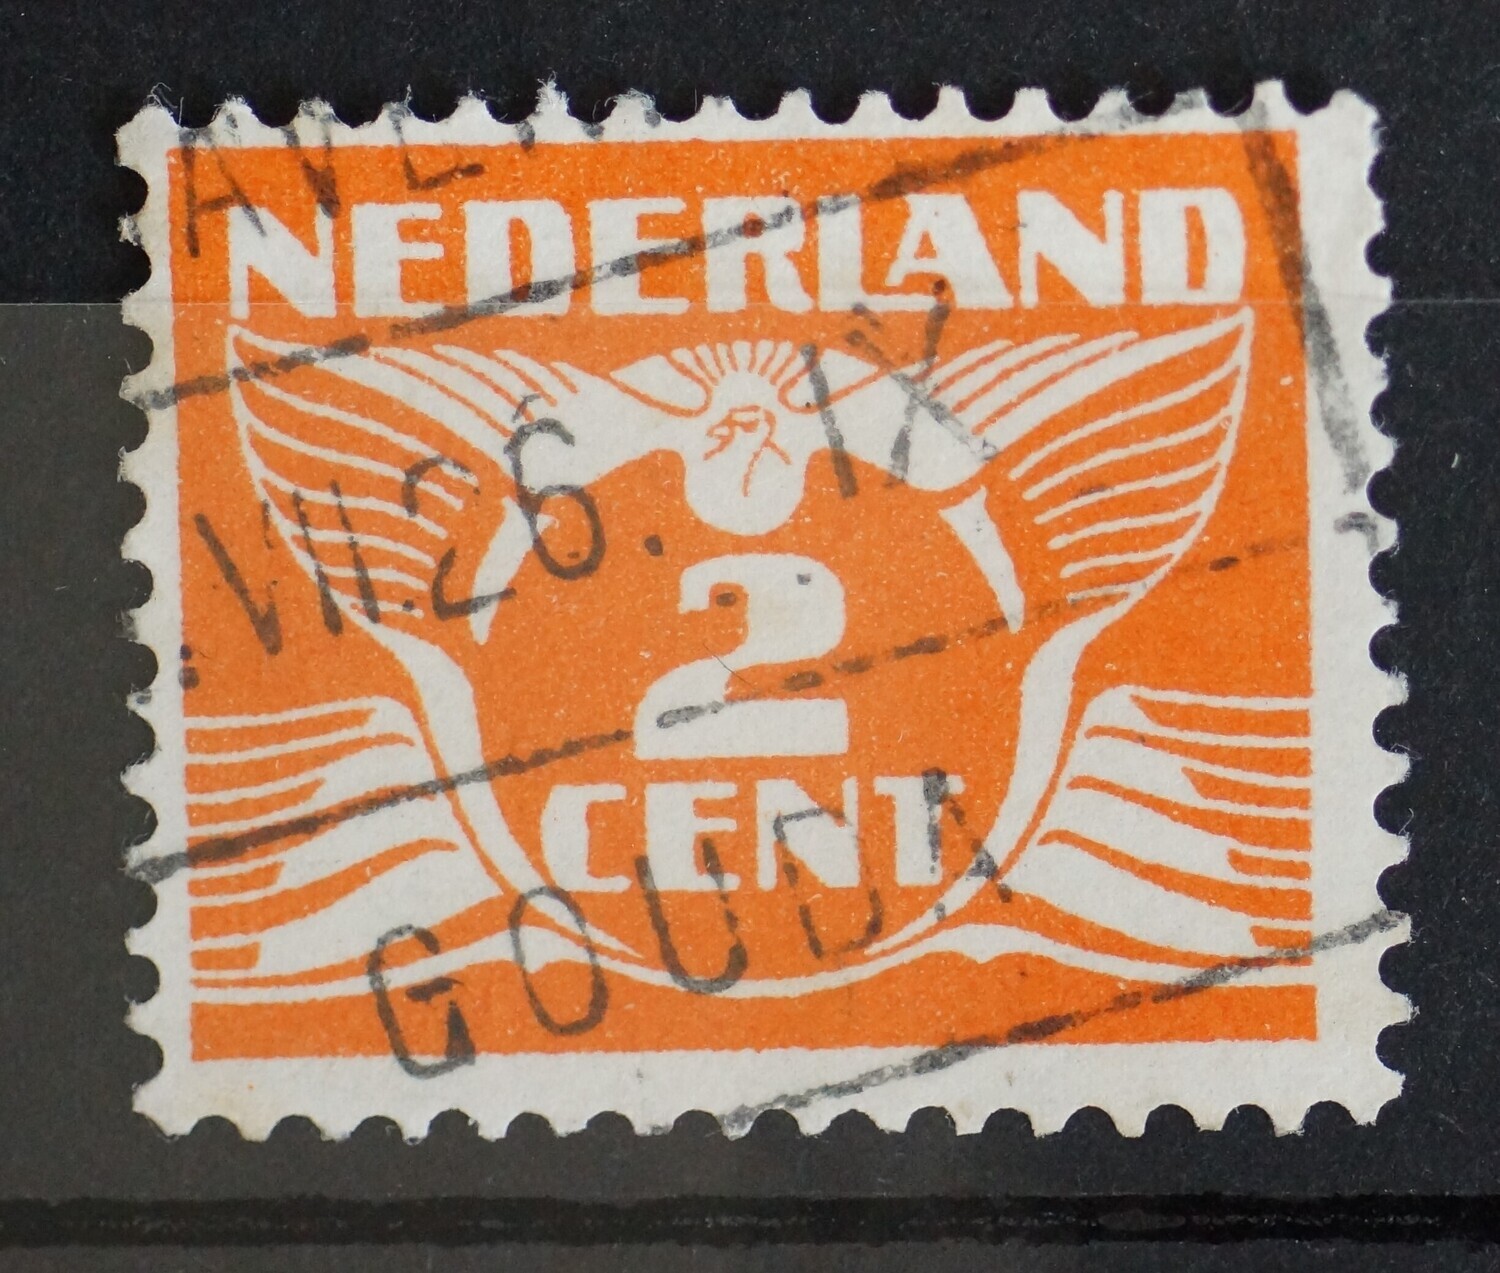 NEDERLAND
.VII.26. IX
2
CENT
GOUDA